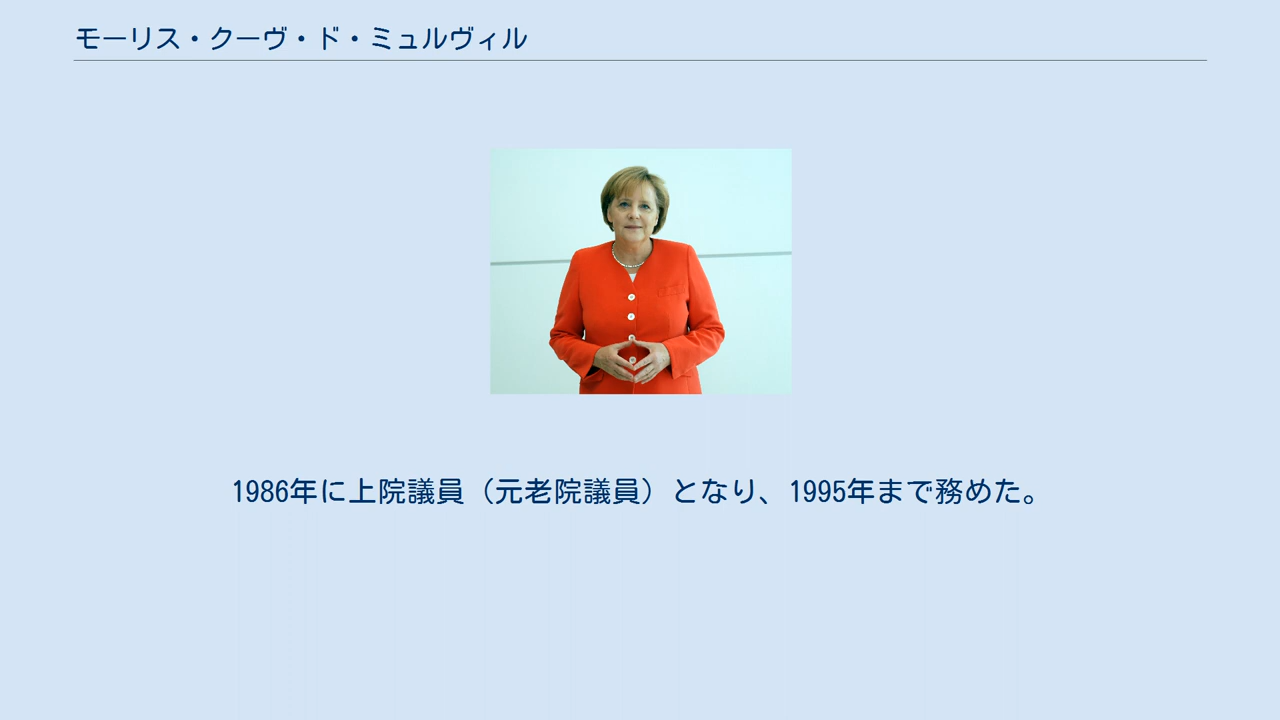 モーリス・クーヴ・ド・ミュルヴィル
1986年に上院議員（元老院議員）となり、1995年まで務めた。